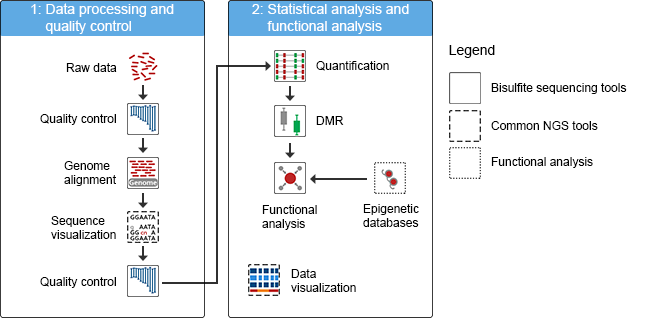 1: Data processing and
quality control
Raw data
Quality control
Genome
alignment
Genome
Sequence
visualization
GGAATA
AATA
GG cn A
GGAATA
Quality control
2: Statistical analysis and
functional analysis
Quantification
DMR
Functional
analysis
Epigenetic
databases
Data
visualization
Legend
Bisulfite sequencing tools
Common NGS tools
Functional analysis